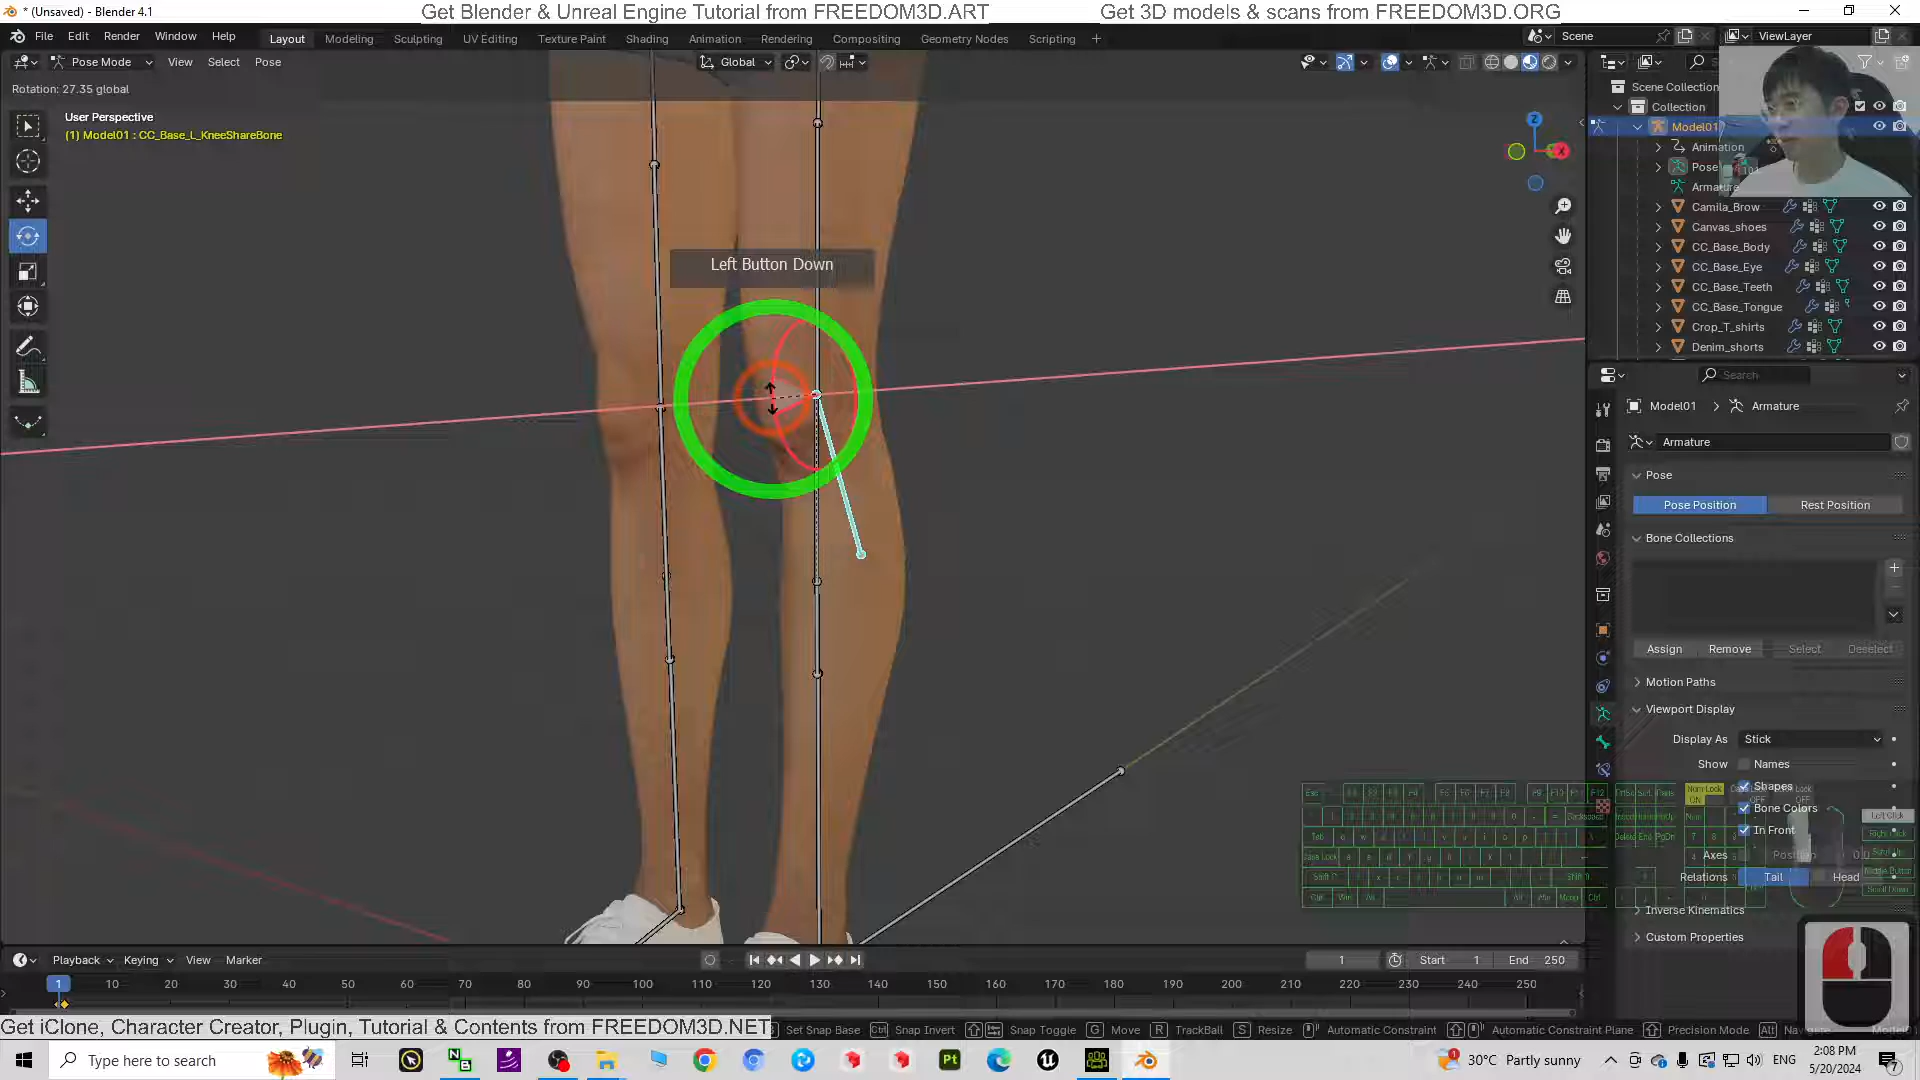 * (Unsaved) - Blender 4.1
Get Blender & Unreal Engine Tutorial from FREEDOM3D.ART
Get 3D models & scans from FREEDOM3D.ORG
File Edit Render Window Help
Layout Modeling Sculpting UV Editing Texture Paint Shading Animation Rendering Compositing Geometry Nodes Scripting
Scene
ViewLayer
Pose Mode View Select Pose
Global
Rotation: 27.35 global
User Perspective
(1) Model01 : CC_Base_L_KneeShareBone
Left Button Down
Z
X
Scene Collection
Collection
Model01
Animation
Pose
Armature
Camila_Brow
Canvas_shoes
CC_Base_Body
CC_Base_Eye
CC_Base_Teeth
CC_Base_Tongue
Crop_T_shirts
Denim_shorts
Search
Model01 > Armature
Armature
Pose
Pose Position Rest Position
Bone Collections
Assign Remove Select Deselect
Motion Paths
Viewport Display
Display As Stick
Show Names
Shapes
Bone Colors
In Front
Axes Position 0.0
Relations Tail Head
Inverse Kinematics
Custom Properties
Playback Keying View Marker
1 Start 1 End 250
1 10 20 30 40 50 60 70 80 90 100 110 120 130 140 150 160 170 180 190 200 210 220 230 240 250
Get iClone, Character Creator, Plugin, Tutorial & Contents from FREEDOM3D.NET
Set Snap Base Ctrl Snap Invert Snap Toggle G Move R TrackBall S Resize Automatic Constraint Automatic Constraint Plane Precision Mode Alt
Type here to search
30°C Partly sunny
ENG
2:08 PM
5/20/2024